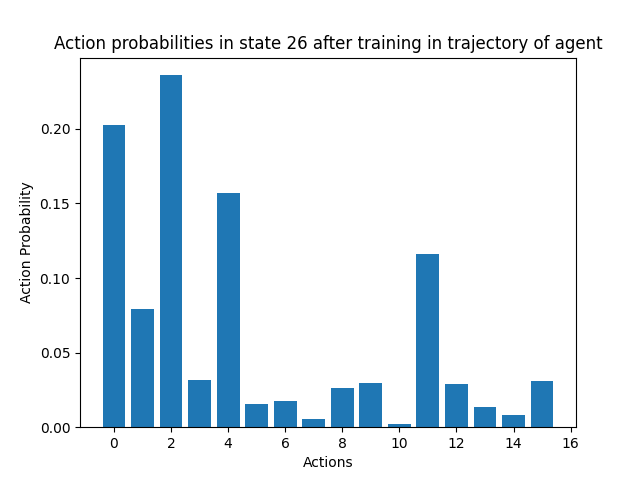 Action probabilities in state 26 after training in trajectory of agent
Action Probability
0.20
0.15
0.10
0.05
0.00
0 2 4 6 8 10 12 14 16
Actions